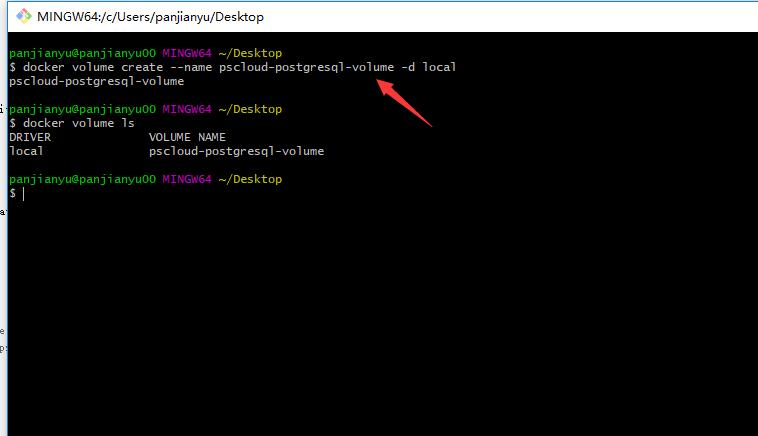 MINGW64:/c/Users/panjianyu/Desktop
panjianyu@panjianyu00 MINGW64 ~/Desktop
$ docker volume create --name pscloud-postgresql-volume -d local
pscloud-postgresql-volume
panjianyu@panjianyu00 MINGW64 ~/Desktop
$ docker volume ls
DRIVER VOLUME NAME
local pscloud-postgresql-volume
panjianyu@panjianyu00 MINGW64 ~/Desktop
$